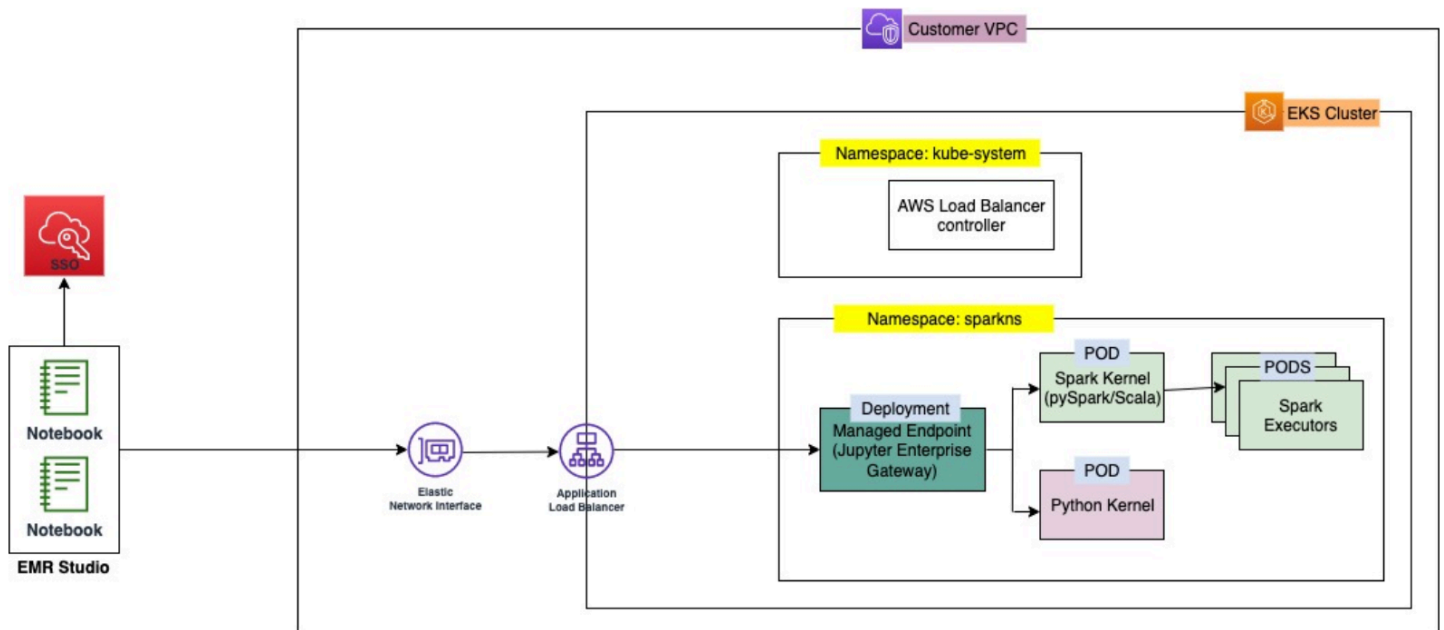 Customer VPC
EKS Cluster
Namespace: kube-system
AWS Load Balancer
controller
SSO
Namespace: sparkns
POD
Spark Kernel
(pySpark/Scala)
PODS
Spark
Executors
Deployment
Managed Endpoint
(Jupyter Enterprise
Gateway)
POD
Python Kernel
Notebook
Notebook
EMR Studio
Elastic
Network Interface
Application
Load Balancer